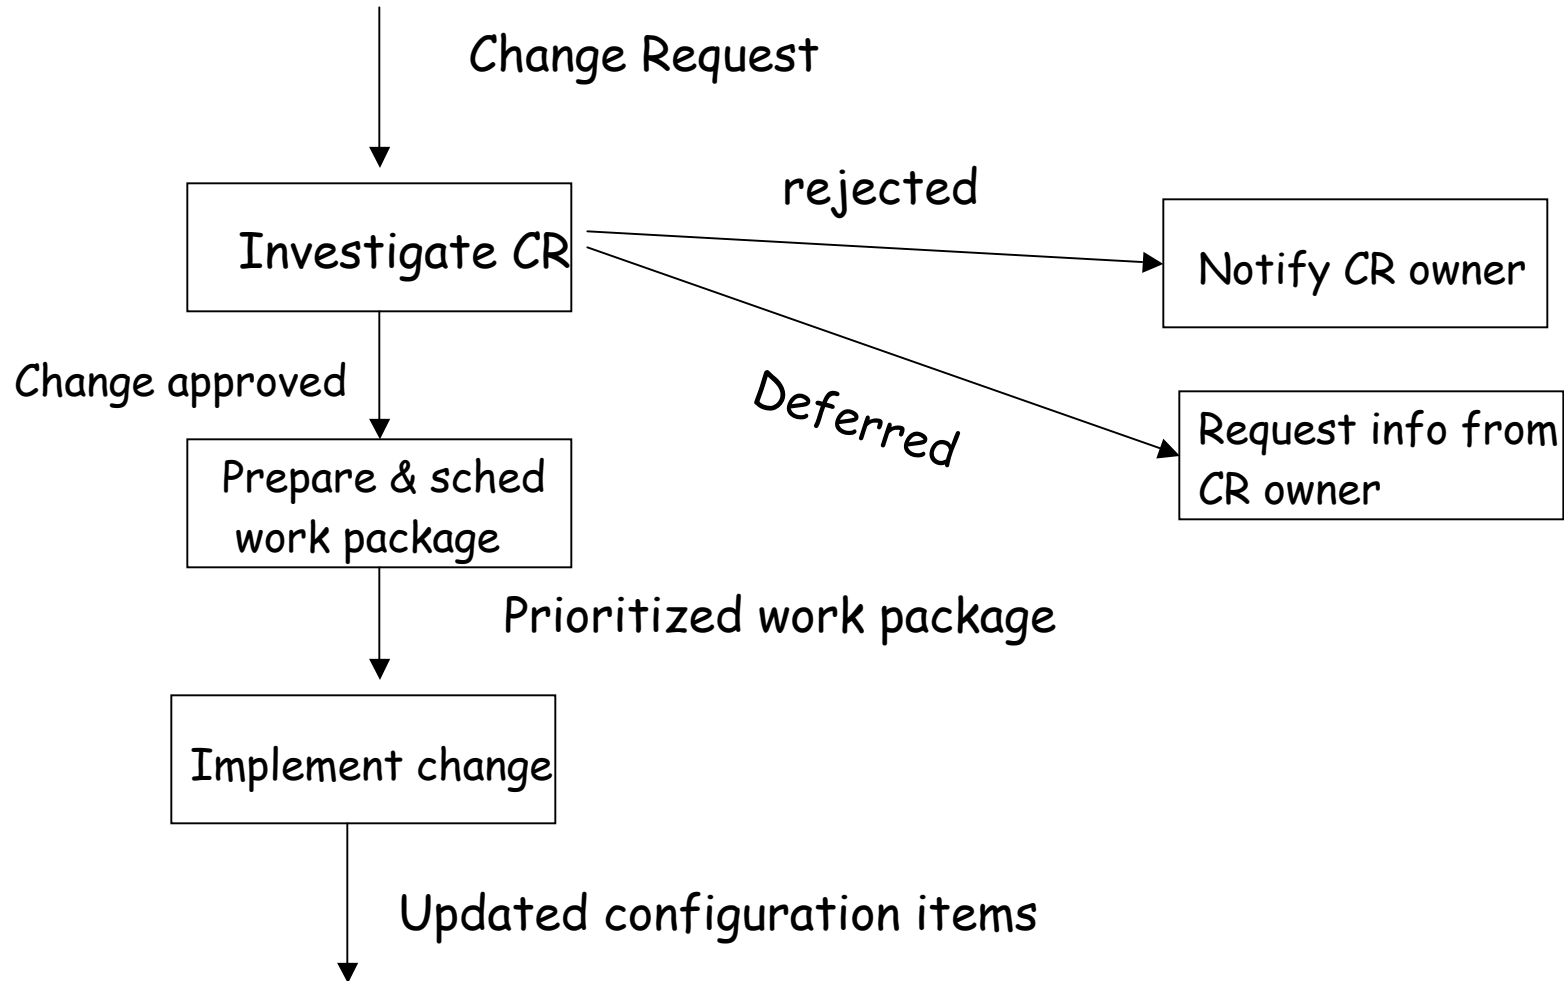 Change Request
rejected
Investigate CR
Notify CR owner
Change approved
Deferred
Request info from
CR owner
Prepare & sched
work package
Prioritized work package
Implement change
Updated configuration items